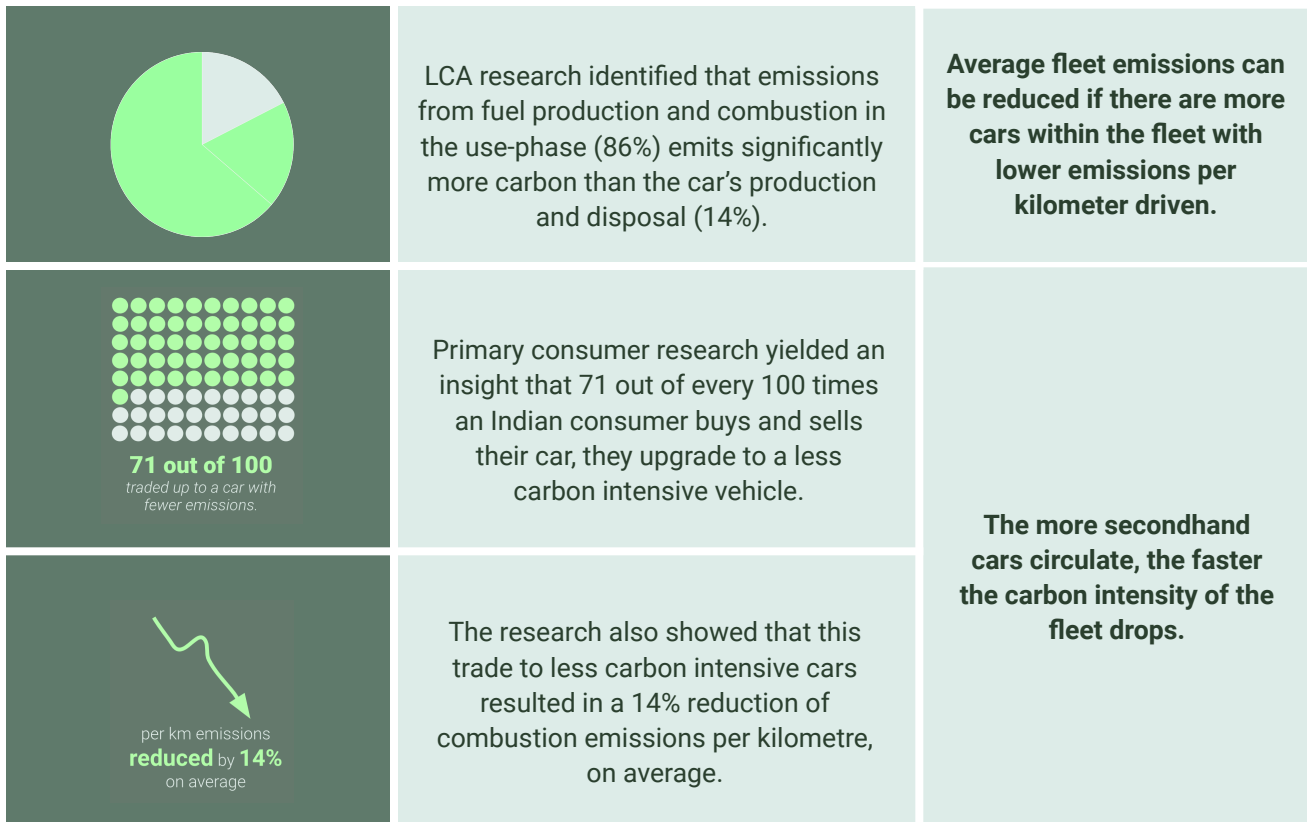 LCA research identified that emissions
from fuel production and combustion in
the use-phase (86%) emits significantly
more carbon than the car’s production
and disposal (14%).
Average fleet emissions can
be reduced if there are more
cars within the fleet with
lower emissions per
kilometer driven.
71 out of 100
traded up to a car with
fewer emissions.
Primary consumer research yielded an
insight that 71 out of every 100 times
an Indian consumer buys and sells
their car, they upgrade to a less
carbon intensive vehicle.
per km emissions
reduced by 14%
on average
The research also showed that this
trade to less carbon intensive cars
resulted in a 14% reduction of
combustion emissions per kilometre,
on average.
The more secondhand
cars circulate, the faster
the carbon intensity of the
fleet drops.